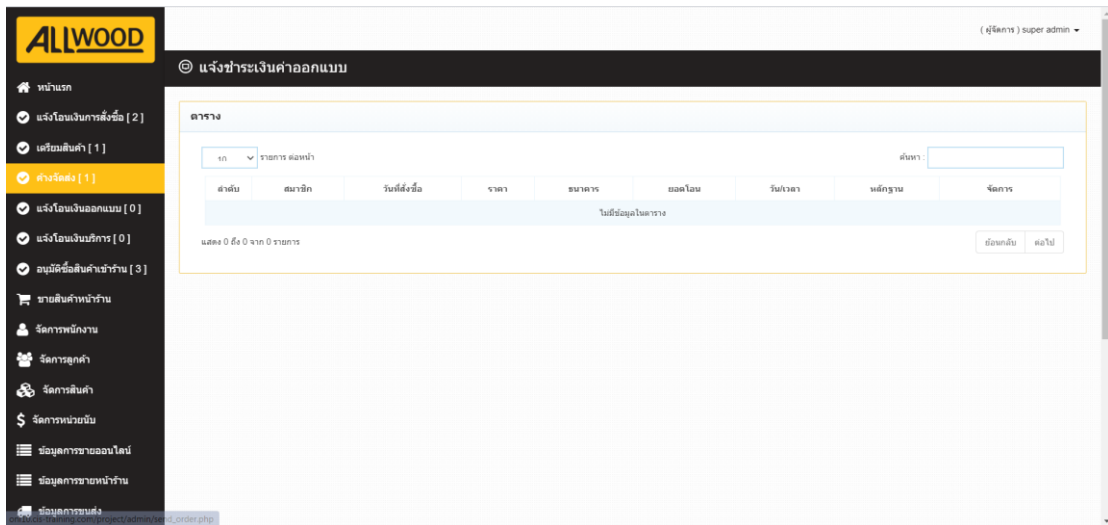 ALLWOOD
( ผู้จัดการ ) super admin
แจ้งชำระเงินค่าออกแบบ
หน้าแรก
แจ้งโอนเงินการสั่งซื้อ [ 2 ]
เตรียมสินค้า [ 1 ]
ค้างจัดส่ง [ 1 ]
แจ้งโอนเงินออกแบบ [ 0 ]
แจ้งโอนเงินบริการ [ 0 ]
อนุมัติซื้อสินค้าเข้าร้าน [ 3 ]
ขายสินค้าหน้าร้าน
จัดการพนักงาน
จัดการลูกค้า
จัดการสินค้า
จัดการหน่วยนับ
ข้อมูลการขายออนไลน์
ข้อมูลการขายหน้าร้าน
ข้อมูลการขนส่ง
ตาราง
10 รายการ ต่อหน้า
ค้นหา :
ลำดับ สมาชิก วันที่สั่งซื้อ ราคา ธนาคาร ยอดโอน วัน/เวลา หลักฐาน จัดการ
ไม่มีข้อมูลในตาราง
แสดง 0 ถึง 0 จาก 0 รายการ
ย้อนกลับ ต่อไป
training.com/project/admin/send_order.php